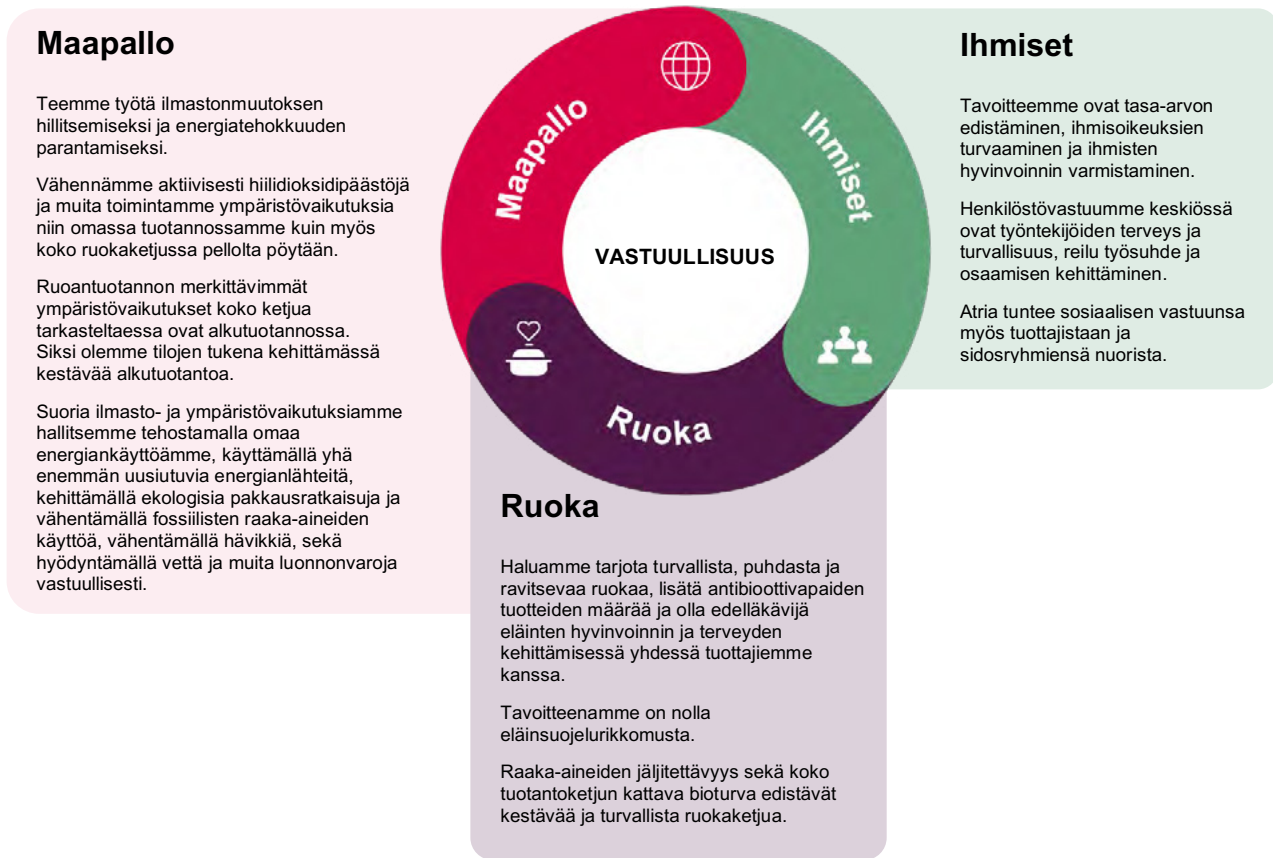 Maapallo
Teemme työtä ilmastonmuutoksen
hillitsemiseksi ja energiatehokkuuden
parantamiseksi.
Vähennämme aktiivisesti hiilidioksidipäästöjä
ja muita toimintamme ympäristövaikutuksia
niin omassa tuotannossamme kuin myös
koko ruokaketjussa pellolta pöytään.
Ruoantuotannon merkittävimmät
ympäristövaikutukset koko ketjua
tarkasteltaessa ovat alkutuotannossa.
Siksi olemme tilojen tukena kehittämässä
kestävää alkutuotantoa.
Suoria ilmasto- ja ympäristövaikutuksiamme
hallitsemme tehostamalla omaa
energiankäyttöämme, käyttämällä yhä
enemmän uusiutuvia energianlähteitä,
kehittämällä ekologisia pakkausratkaisuja ja
vähentämällä fossiilisten raaka-aineiden
käyttöä, vähentämällä hävikkiä, sekä
hyödyntämällä vettä ja muita luonnonvaroja
vastuullisesti.
Maapallo
Ihmiset
VASTUULLISUUS
Ruoka
Ihmiset
Tavoitteemme ovat tasa-arvon
edistäminen, ihmisoikeuksien
turvaaminen ja ihmisten
hyvinvoinnin varmistaminen.
Henkilöstövastuumme keskiössä
ovat työntekijöiden terveys ja
turvallisuus, reilu työsuhde ja
osaamisen kehittäminen.
Atria tuntee sosiaalisen vastuunsa
myös tuottajistaan ja
sidosryhmiensä nuorista.
Ruoka
Haluamme tarjota turvallista, puhdasta ja
ravitsevaa ruokaa, lisätä antibioottivapaiden
tuotteiden määrää ja olla edelläkävijä
eläinten hyvinvoinnin ja terveyden
kehittämisessä yhdessä tuottajiemme
kanssa.
Tavoitteenamme on nolla
eläinsuojelurikkomusta.
Raaka-aineiden jäljitettävyys sekä koko
tuotantoketjun kattava bioturva edistävät
kestävää ja turvallista ruokaketjua.